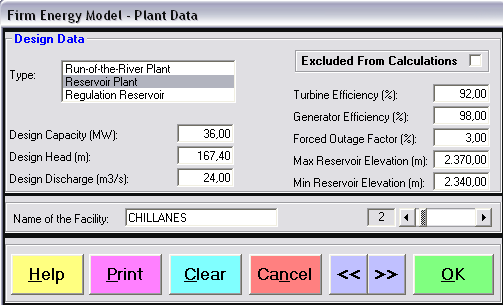 Firm Energy Model - Plant Data
Design Data
Type:
Run-of-the-River Plant
Reservoir Plant
Regulation Reservoir
Design Capacity (MW): 36,00
Design Head (m): 167,40
Design Discharge (m3/s): 24,00
Excluded From Calculations
Turbine Efficiency (%): 92,00
Generator Efficiency (%): 98,00
Forced Outage Factor (%): 3,00
Max Reservoir Elevation (m): 2.370,00
Min Reservoir Elevation (m): 2.340,00
Name of the Facility: CHILLANES 2
Help Print Clear Cancel << >> OK